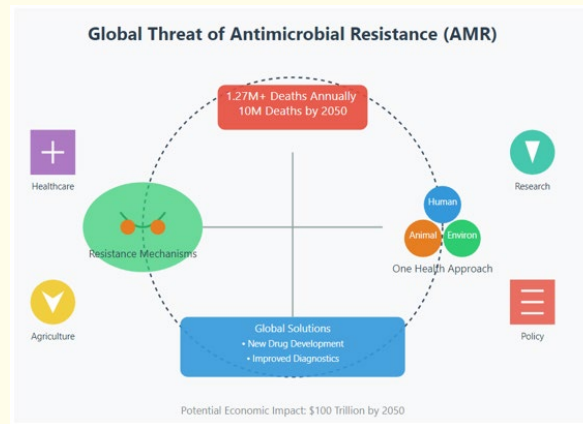 Global Threat of Antimicrobial Resistance (AMR)
1.27M+ Deaths Annually
10M Deaths by 2050
Healthcare
Research
Human
Animal
Environ
Resistance Mechanisms
One Health Approach
Agriculture
Policy
Global Solutions
• New Drug Development
• Improved Diagnostics
Potential Economic Impact: $100 Trillion by 2050